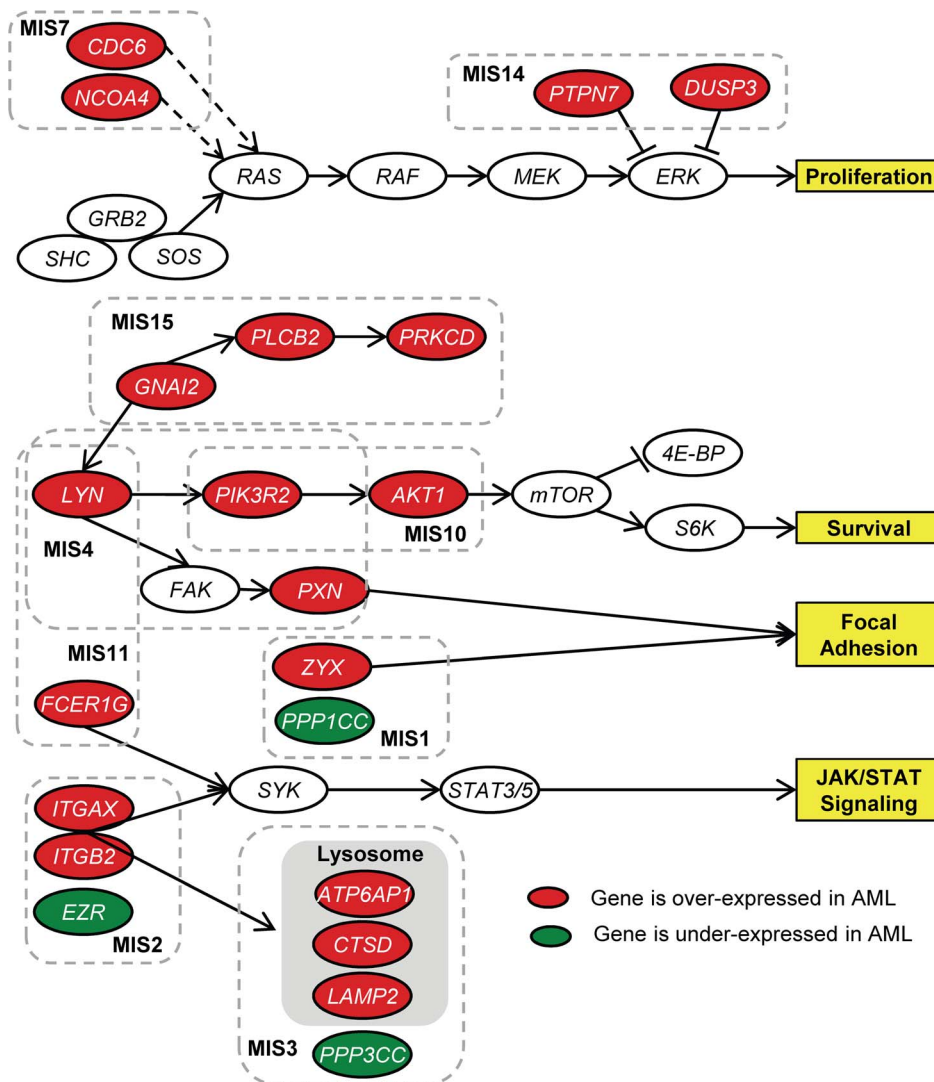 MIS7
CDC6
NCOA4
MIS14
PTPN7
DUSP3
RAS
RAF
MEK
ERK
Proliferation
GRB2
SHC
SOS
MIS15
PLCB2
PRKCD
GNAI2
4E-BP
LYN
PIK3R2
AKT1
mTOR
MIS10
S6K
Survival
MIS4
FAK
PXN
Focal
Adhesion
MIS11
ZYX
FCER1G
PPP1CC
MIS1
SYK
STAT3/5
JAK/STAT
Signaling
ITGAX
ITGB2
EZR
MIS2
Lysosome
ATP6AP1
CTSD
LAMP2
MIS3
PPP3CC
Gene is over-expressed in AML
Gene is under-expressed in AML